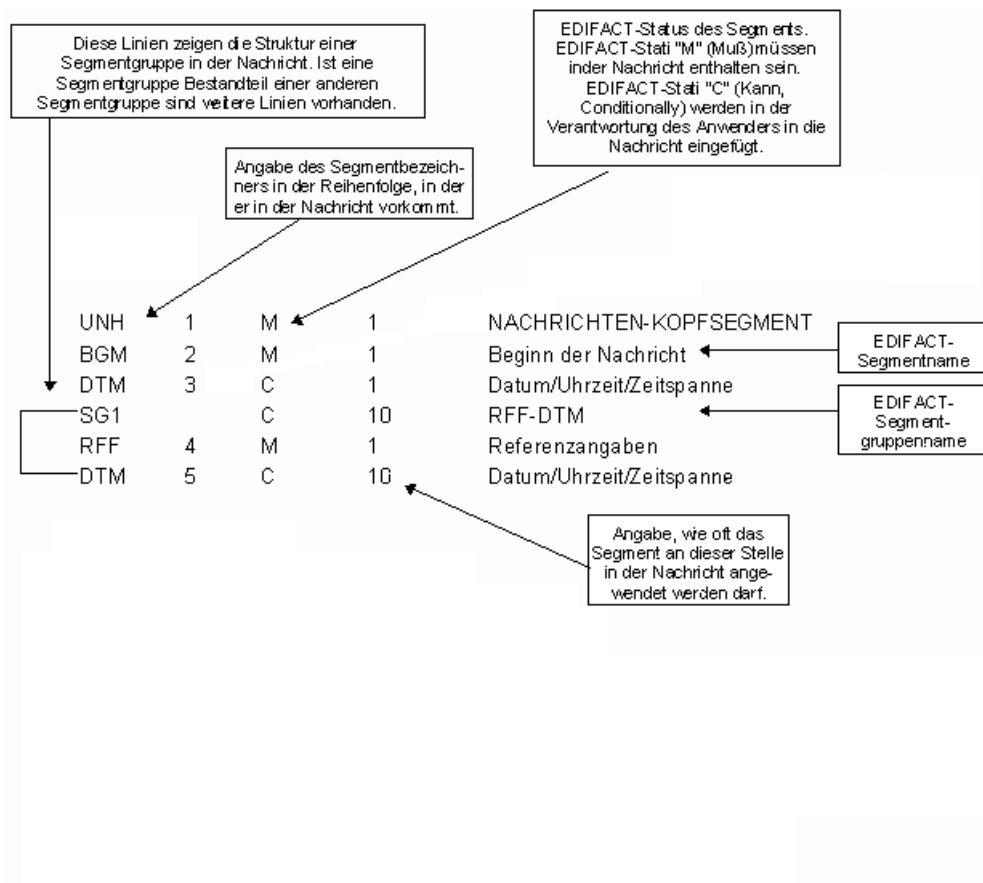 Diese Linien zeigen die Struktur einer
Segmentgruppe in der Nachricht. Ist eine
Segmentgruppe Bestandteil einer anderen
Segmentgruppe sind weitere Linien vorhanden.
EDIFACT-Status des Segments.
EDIFACT-Stati "M" (Muß) müssen
inder Nachricht enthalten sein.
EDIFACT-Stati "C" (Kann,
Conditionally) werden in der
Verantwortung des Anwenders in die
Nachricht eingefügt.
Angabe des Segmentbezeich-
ners in der Reihenfolge, in der
er in der Nachricht vorkommt.
UNH 1 M 1 NACHRICHTEN-KOPFSEGMENT
BGM 2 M 1 Beginn der Nachricht
DTM 3 C 1 Datum/Uhrzeit/Zeitspanne
SG1 C 10 RFF-DTM
RFF 4 M 1 Referenzangaben
DTM 5 C 10 Datum/Uhrzeit/Zeitspanne
EDIFACT-
Segmentname
EDIFACT-
Segment-
gruppenname
Angabe, wie oft das
Segment an dieser Stelle
in der Nachricht ange-
wendet werden darf.